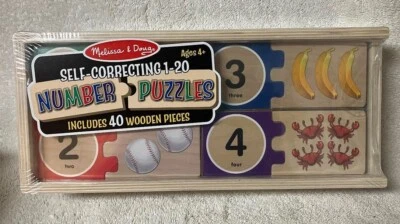 Melissa & Doug
Ages 4+
SELF-CORRECTING 1-20
NUMBER PUZZLES
INCLUDES 40 WOODEN PIECES
3
three
2
two
4
four